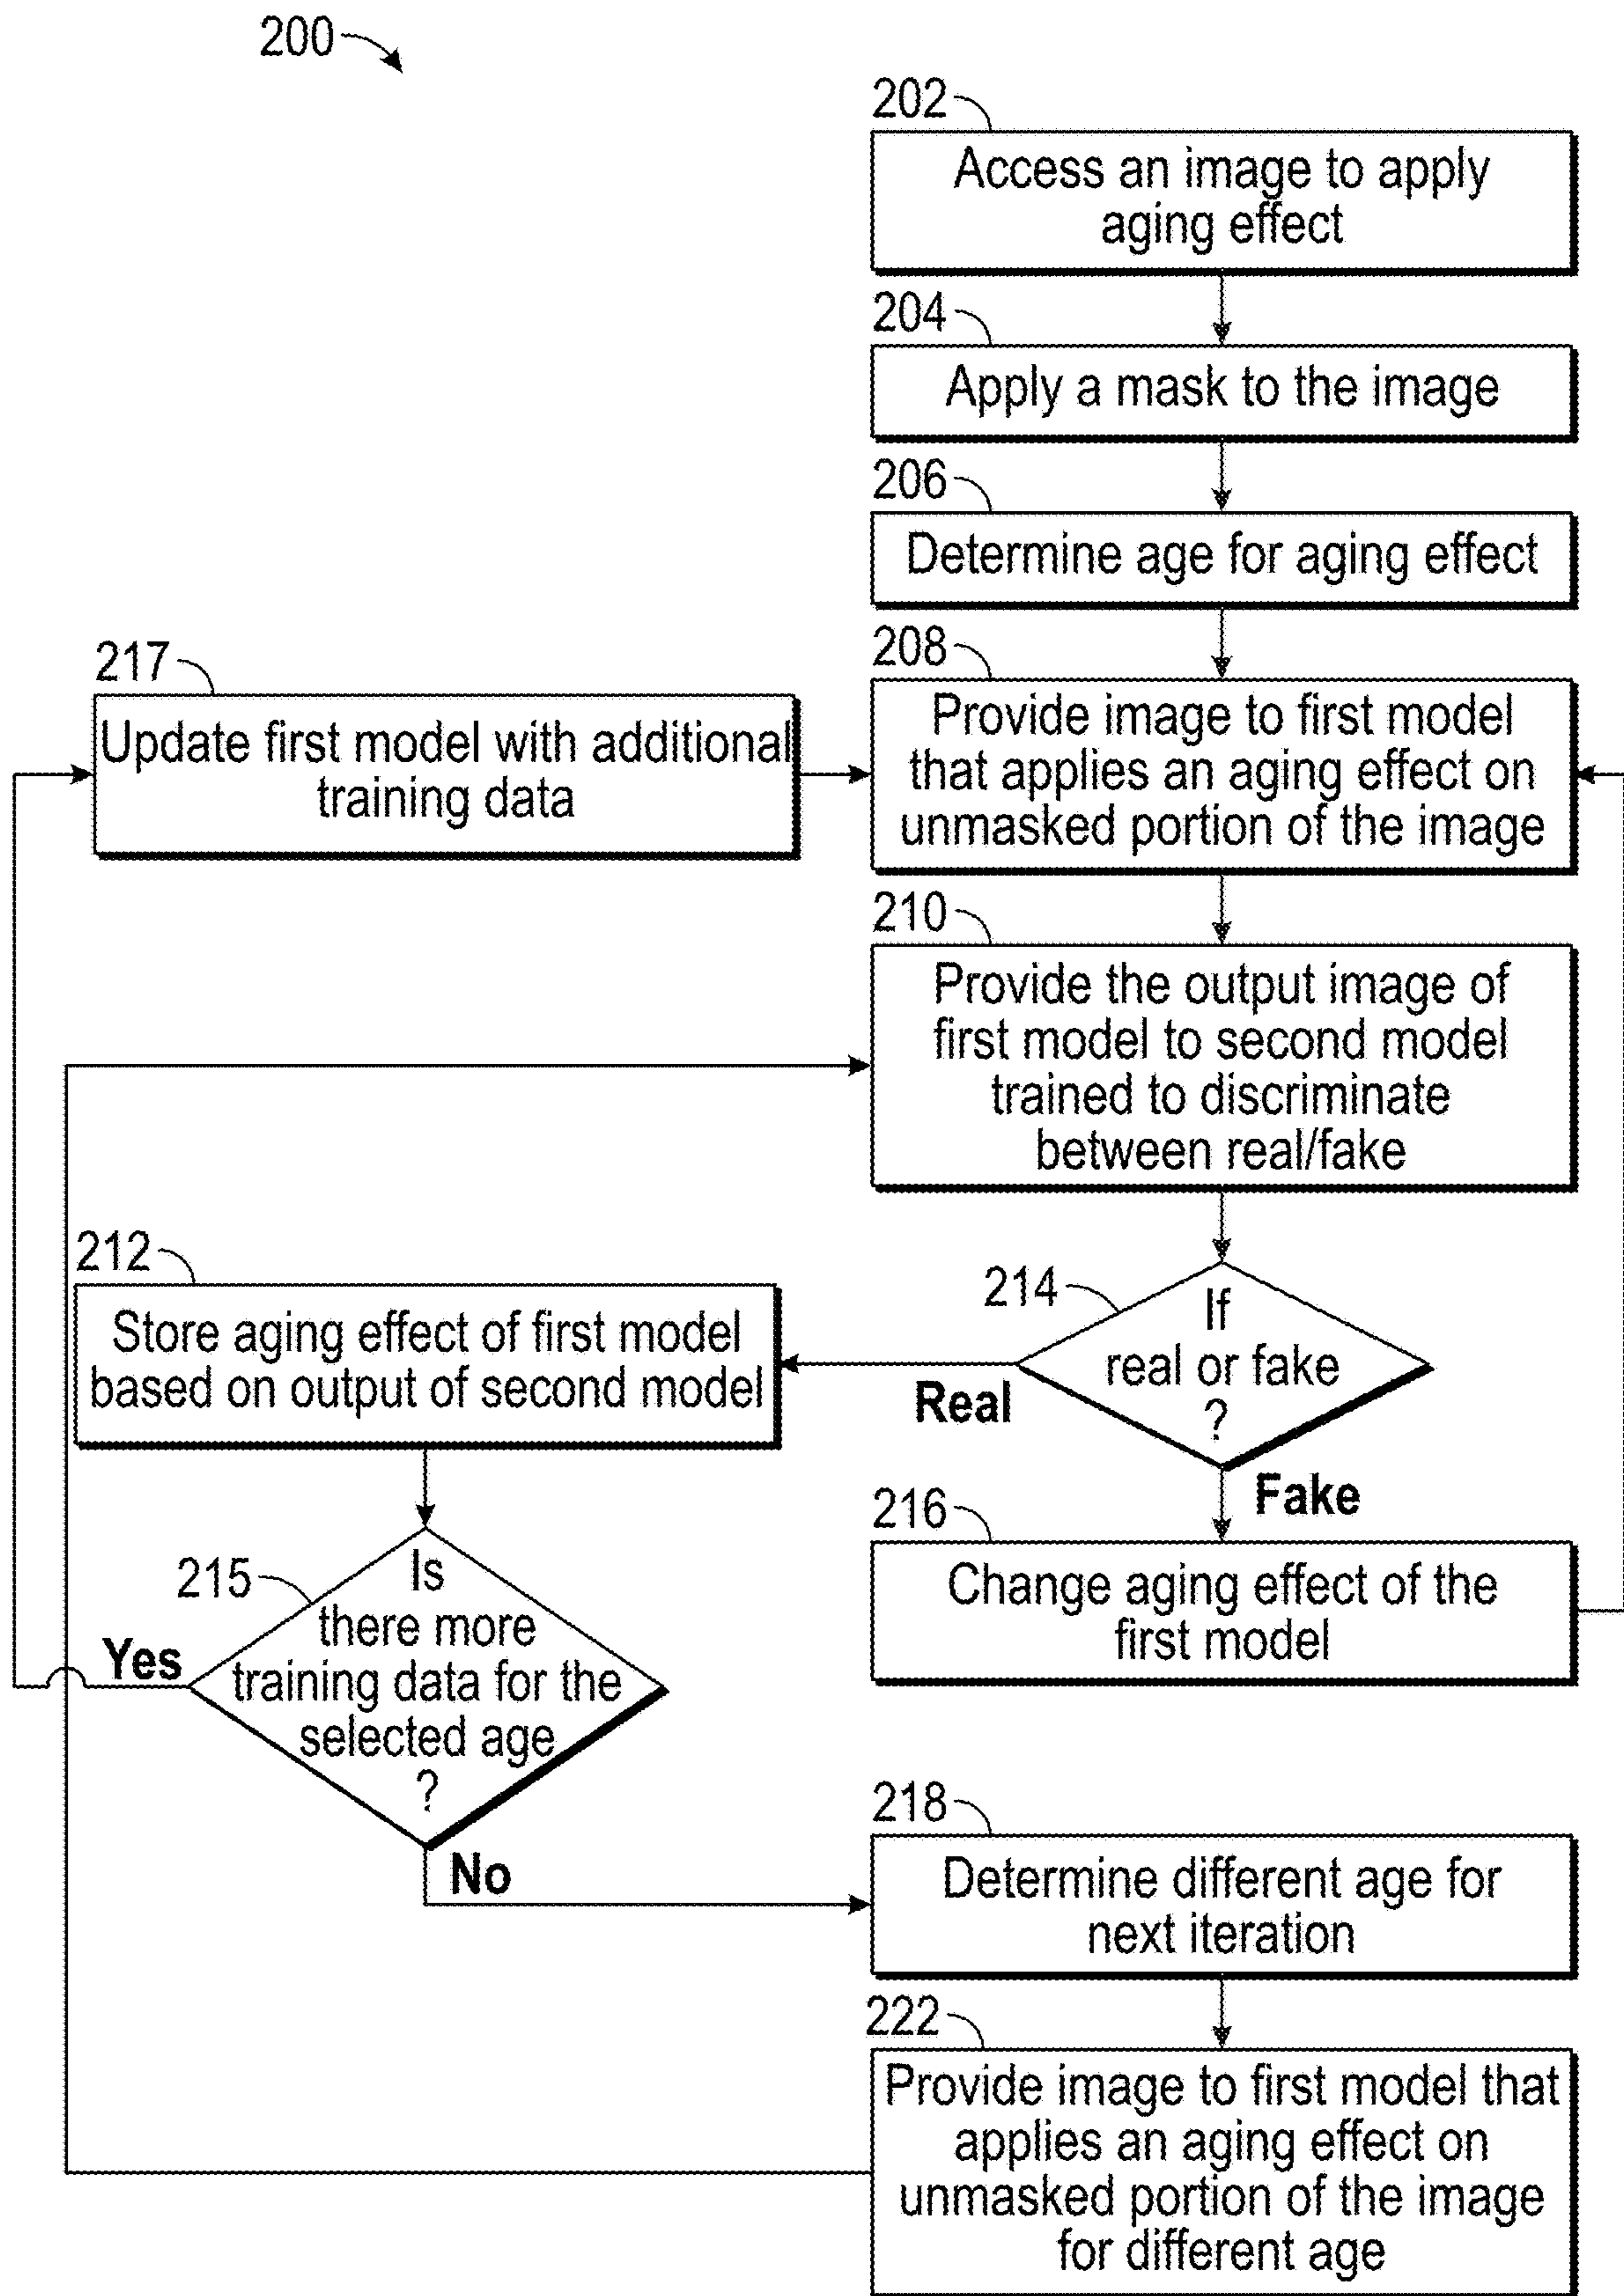 200
202
Access an image to apply
aging effect
204
Apply a mask to the image
206
Determine age for aging effect
217
Update first model with additional
training data
208
Provide image to first model
that applies an aging effect on
unmasked portion of the image
210
Provide the output image of
first model to second model
trained to discriminate
between real/fake
212
Store aging effect of first model
based on output of second model
214
If
real or fake
?
Real
Fake
216
Change aging effect of the
first model
215
Is
there more
training data for the
selected age
?
Yes
No
218
Determine different age for
next iteration
222
Provide image to first model that
applies an aging effect on
unmasked portion of the image
for different age